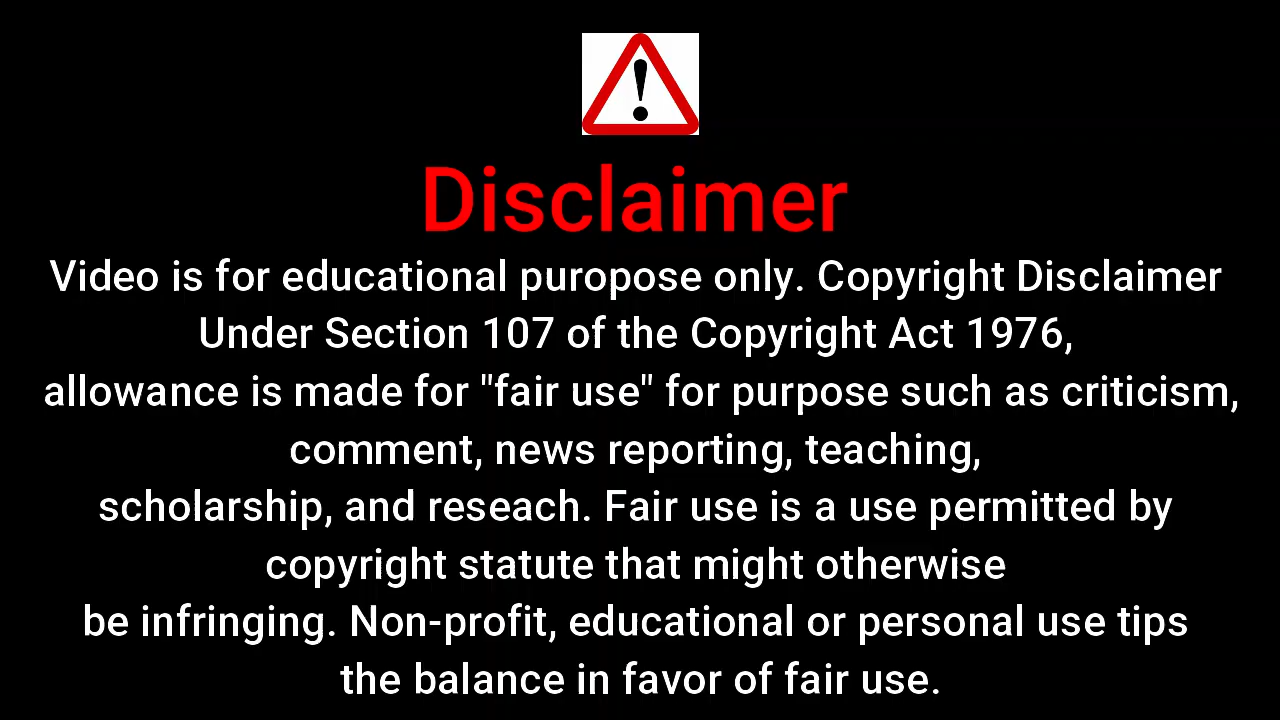 Disclaimer
Video is for educational puropose only. Copyright Disclaimer
Under Section 107 of the Copyright Act 1976,
allowance is made for "fair use" for purpose such as criticism,
comment, news reporting, teaching,
scholarship, and reseach. Fair use is a use permitted by
copyright statute that might otherwise
be infringing. Non-profit, educational or personal use tips
the balance in favor of fair use.